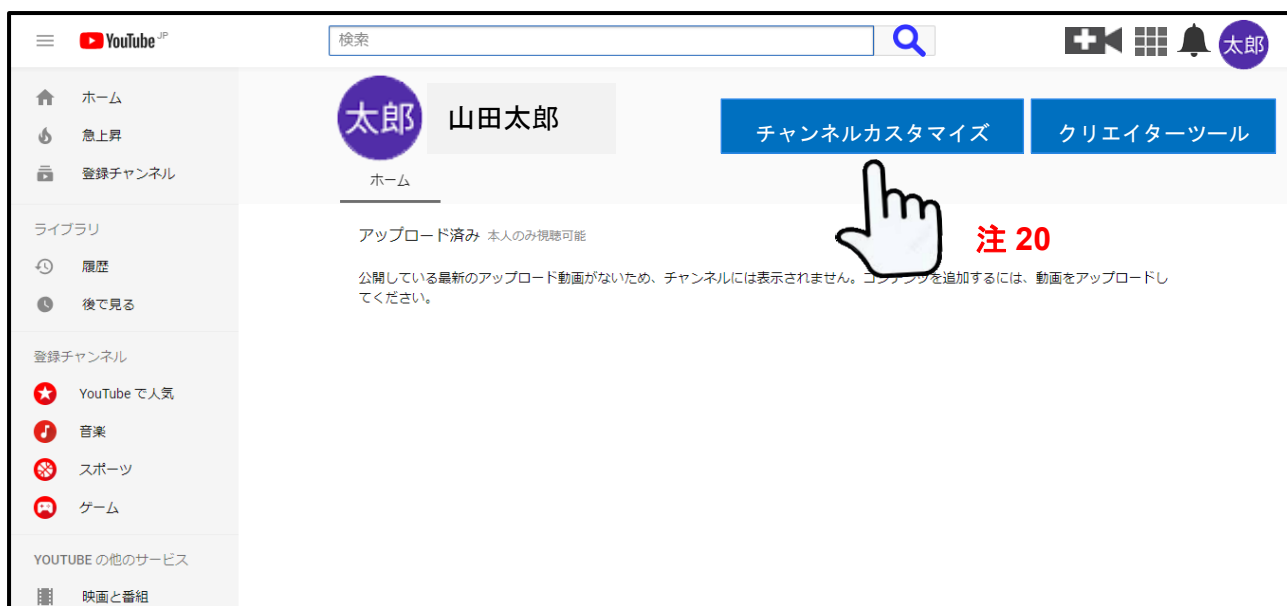 YouTube JP
検索
太郎
ホーム
急上昇
登録チャンネル
ライブラリ
履歴
後で見る
登録チャンネル
YouTube で人気
音楽
スポーツ
ゲーム
YOUTUBE の他のサービス
映画と番組
太郎
山田太郎
チャンネルカスタマイズ
クリエイターツール
ホーム
注 20
アップロード済み 本人のみ視聴可能
公開している最新のアップロード動画がないため、チャンネルには表示されません。コンテンツを追加するには、動画をアップロードし
てください。